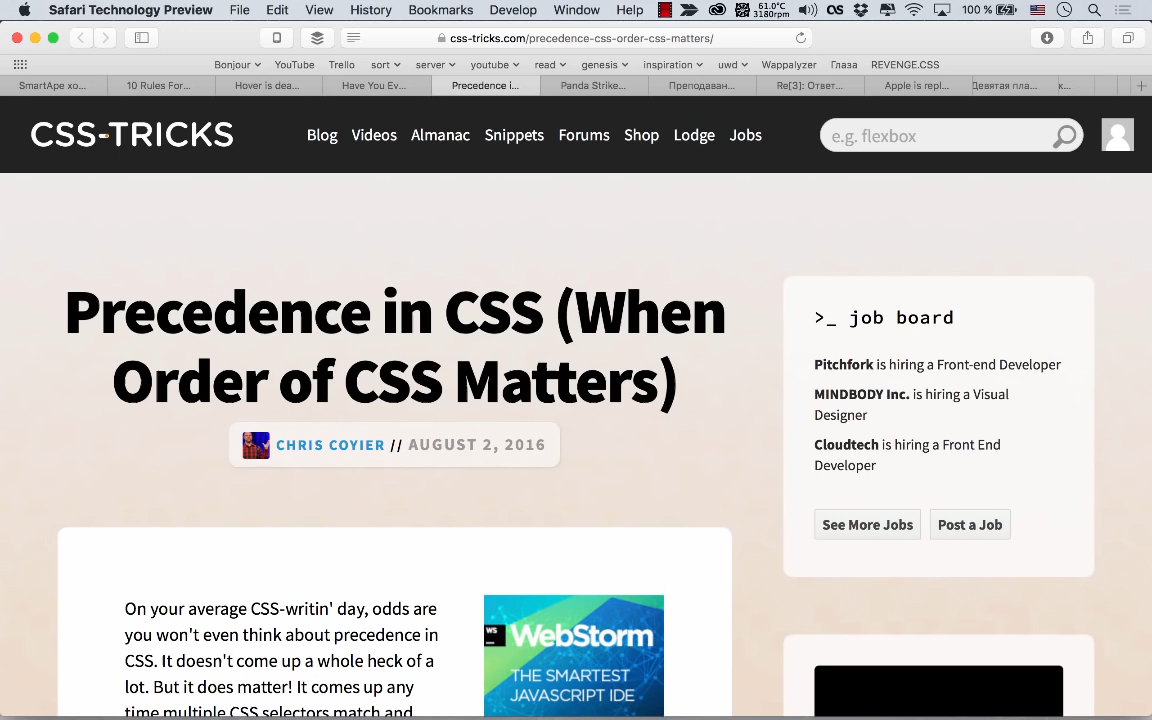 Safari Technology Preview File Edit View History Bookmarks Develop Window Help 61.0°C 3180rpm 100 %
css-tricks.com/precedence-css-order-css-matters/
Bonjour YouTube Trello sort server youtube read genesis inspiration uwd Wappalyzer Глаза REVENGE.CSS
SmartApe хо... 10 Rules For... Hover is dea... Have You Ev... Precedence i... Panda Strike... Преподаван... Re[3]: Ответ... Apple is repl... Девятая пла... к...
CSS-TRICKS Blog Videos Almanac Snippets Forums Shop Lodge Jobs e.g. flexbox
Precedence in CSS (When
Order of CSS Matters)
CHRIS COYIER // AUGUST 2, 2016
On your average CSS-writin' day, odds are
you won't even think about precedence in
CSS. It doesn't come up a whole heck of a
lot. But it does matter! It comes up any
time multiple CSS selectors match and
WS WebStorm
THE SMARTEST
JAVASCRIPT IDE
>_ job board
Pitchfork is hiring a Front-end Developer
MINDBODY Inc. is hiring a Visual
Designer
Cloudtech is hiring a Front End
Developer
See More Jobs Post a Job